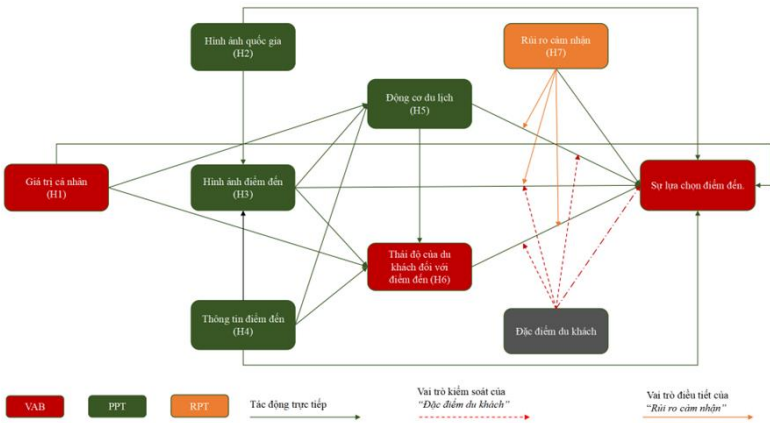 Hình ảnh quốc gia
(H2)
Rủi ro cảm nhận
(H7)
Động cơ du lịch
(H5)
Giá trị cá nhân
(H1)
Hình ảnh điểm đến
(H3)
Sự lựa chọn điểm đến.
Thái độ của du
khách đối với
điểm đến (H6)
Thông tin điểm đến
(H4)
Đặc điểm du khách
VAB
PPT
RPT
Tác động trực tiếp
Vai trò kiểm soát của
“Đặc điểm du khách”
Vai trò điều tiết của
“Rủi ro cảm nhận”